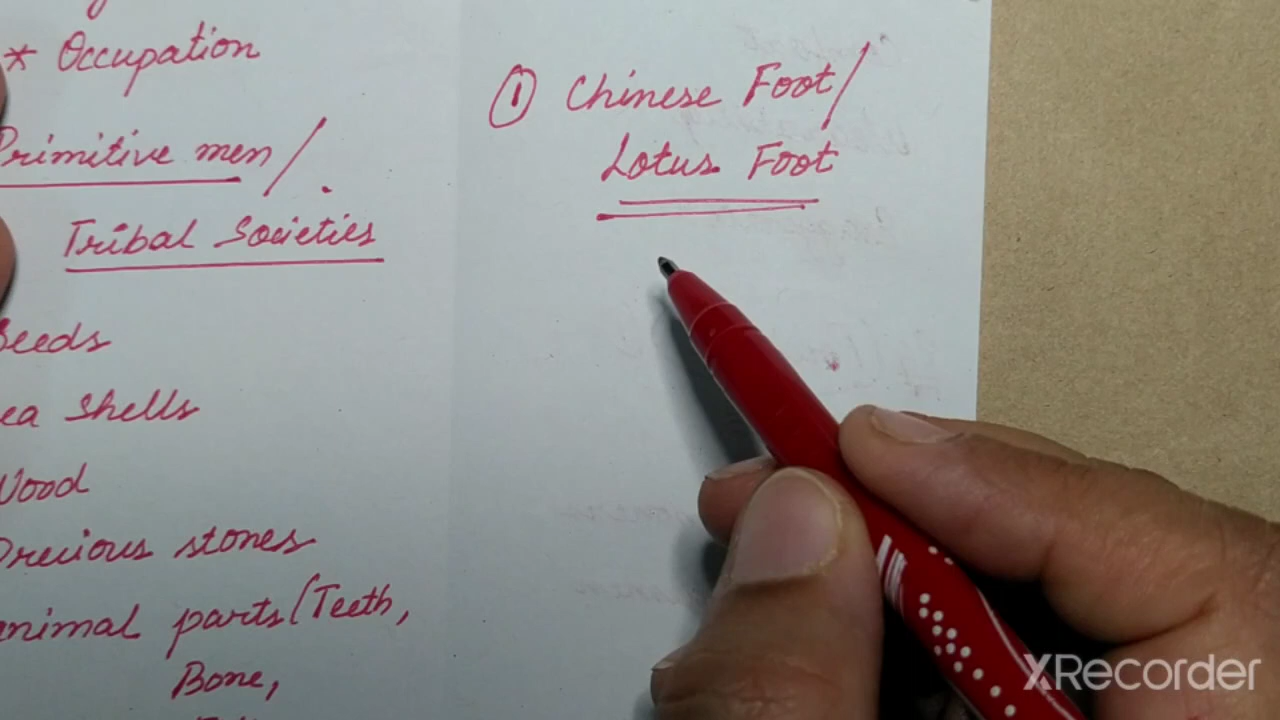 * Occupation
Primitive men /
Tribal Societies
Seeds
ea shells
Wood
Precious stones
animal parts (Teeth,
Bone,
① Chinese Foot /
Lotus Foot
XRecorder